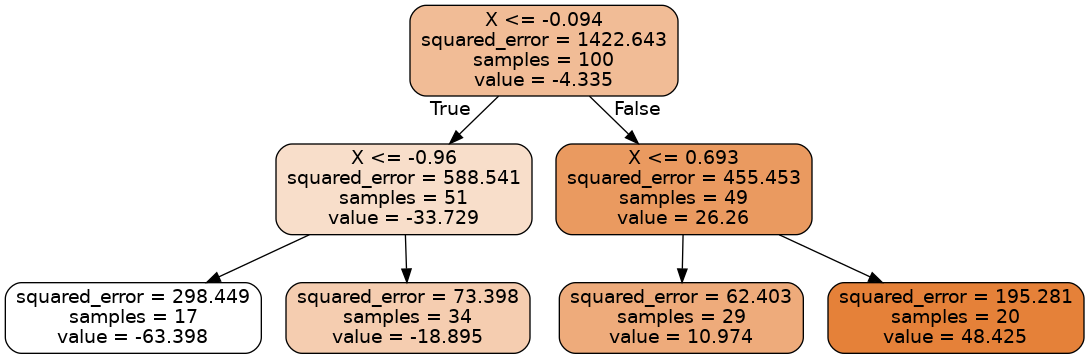 X <= -0.094
squared_error = 1422.643
samples = 100
value = -4.335
True
False
X <= -0.96
squared_error = 588.541
samples = 51
value = -33.729
X <= 0.693
squared_error = 455.453
samples = 49
value = 26.26
squared_error = 298.449
samples = 17
value = -63.398
squared_error = 73.398
samples = 34
value = -18.895
squared_error = 62.403
samples = 29
value = 10.974
squared_error = 195.281
samples = 20
value = 48.425